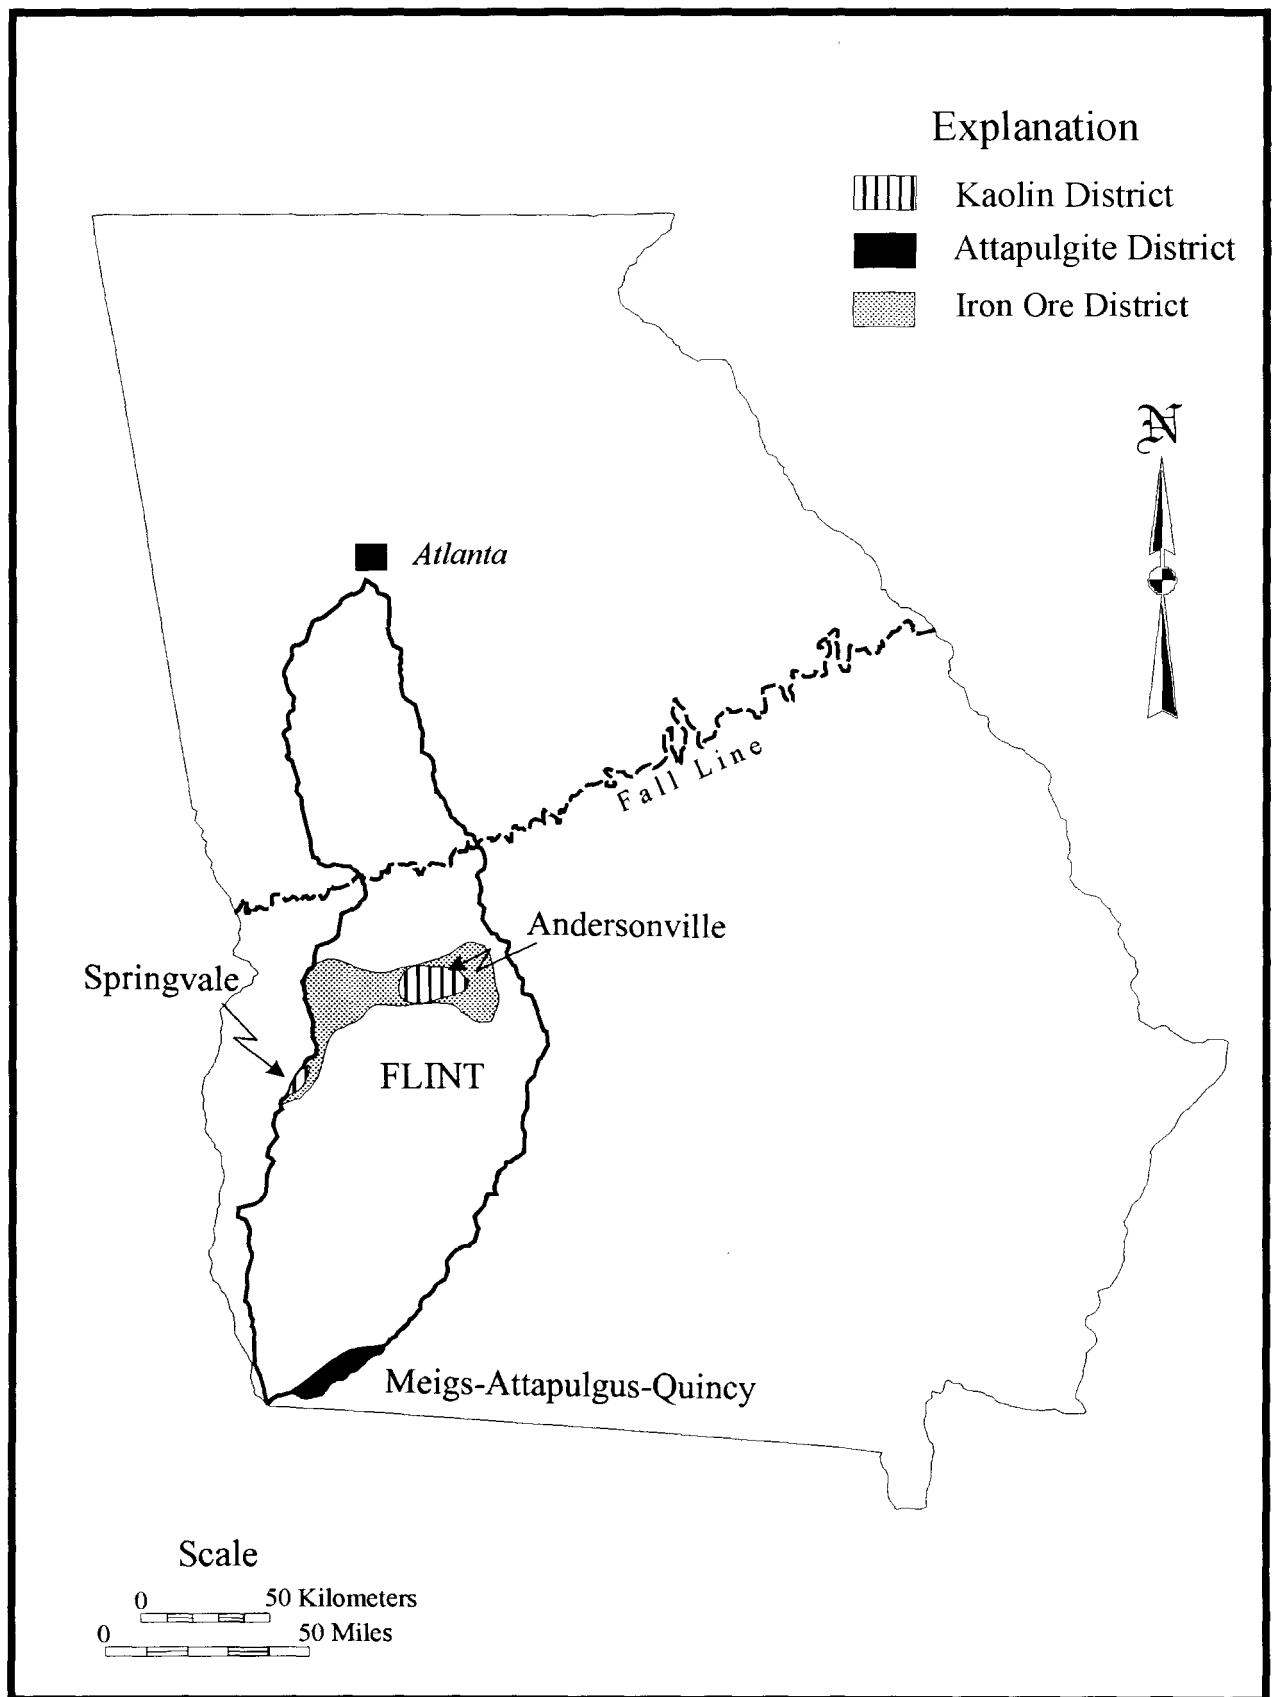 Explanation
Kaolin District
Attapulgite District
Iron Ore District
N
Atlanta
Fall Line
Andersonville
Springvale
FLINT
Meigs-Attapulgus-Quincy
Scale
0 50 Kilometers
0 50 Miles